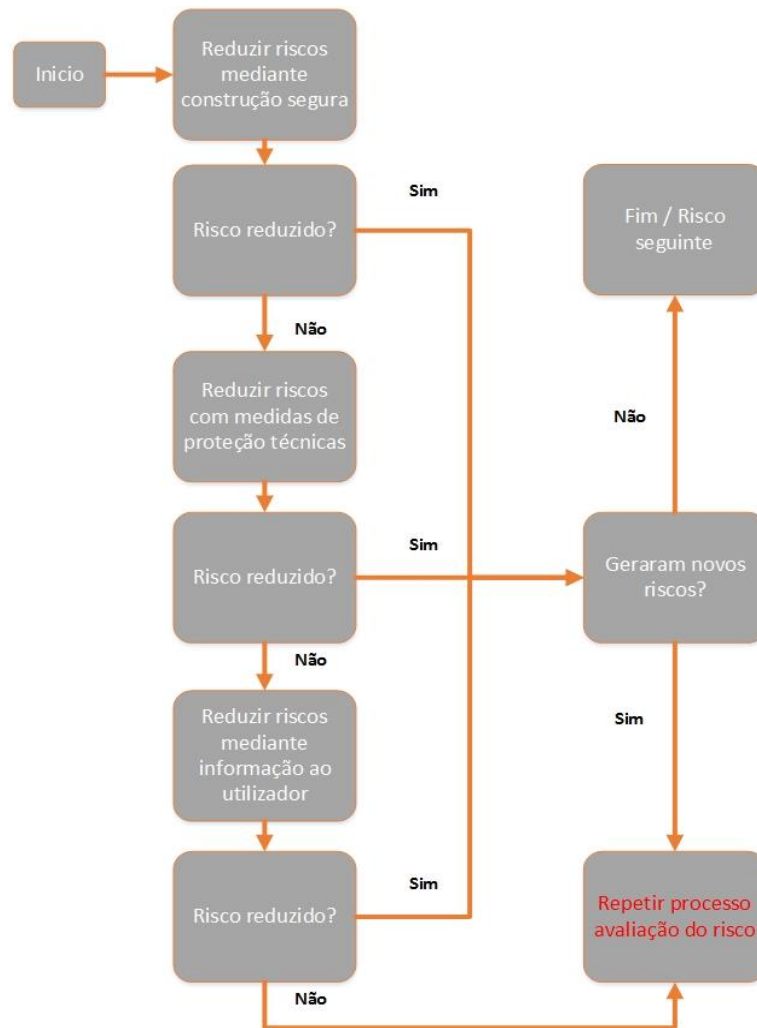 Inicio
Reduzir riscos
mediante
construção segura
Risco reduzido?
Sim
Fim / Risco
seguinte
Não
Reduzir riscos
com medidas de
proteção técnicas
Não
Risco reduzido?
Sim
Geraram novos
riscos?
Não
Reduzir riscos
mediante
informação ao
utilizador
Sim
Risco reduzido?
Sim
Repetir processo
avaliação do risco
Não